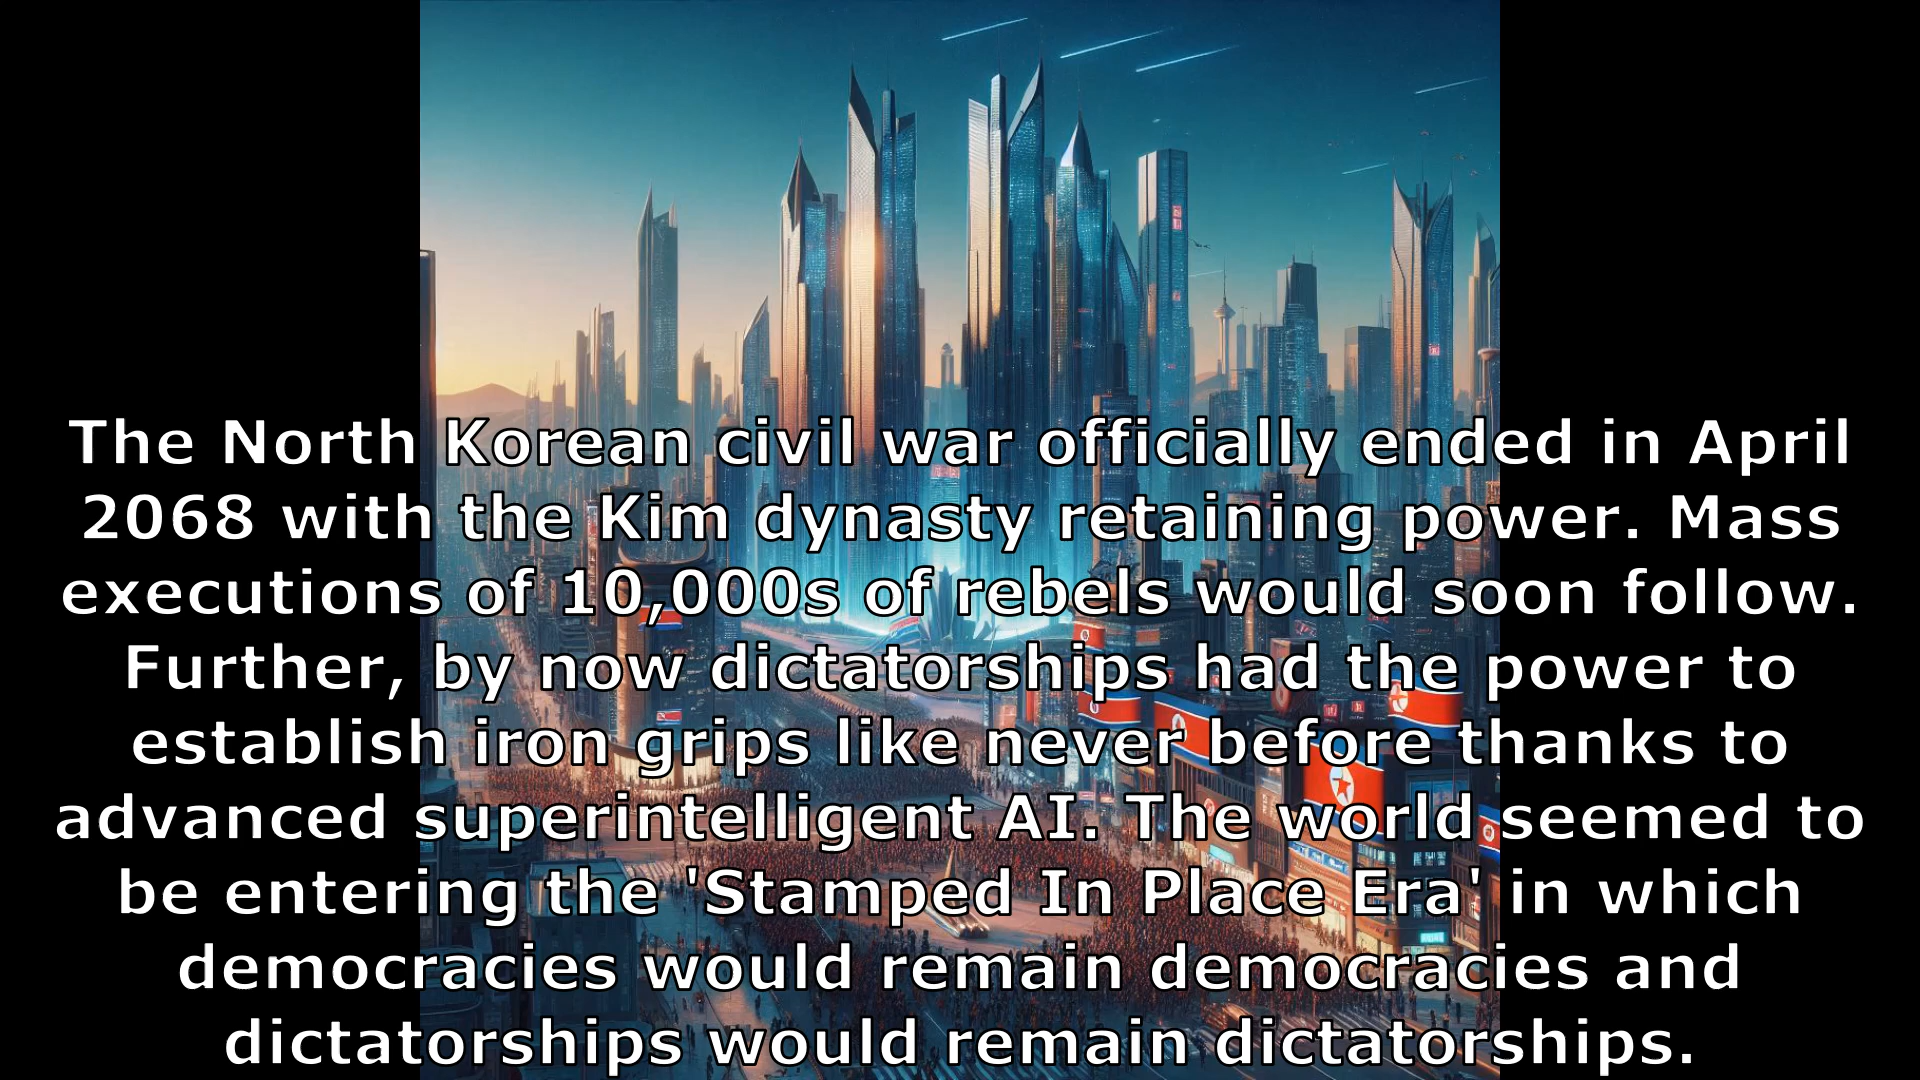 The North Korean civil war officially ended in April
2068 with the Kim dynasty retaining power. Mass
executions of 10,000s of rebels would soon follow.
Further, by now dictatorships had the power to
establish iron grips like never before thanks to
advanced superintelligent AI. The world seemed to
be entering the 'Stamped In Place Era' in which
democracies would remain democracies and
dictatorships would remain dictatorships.